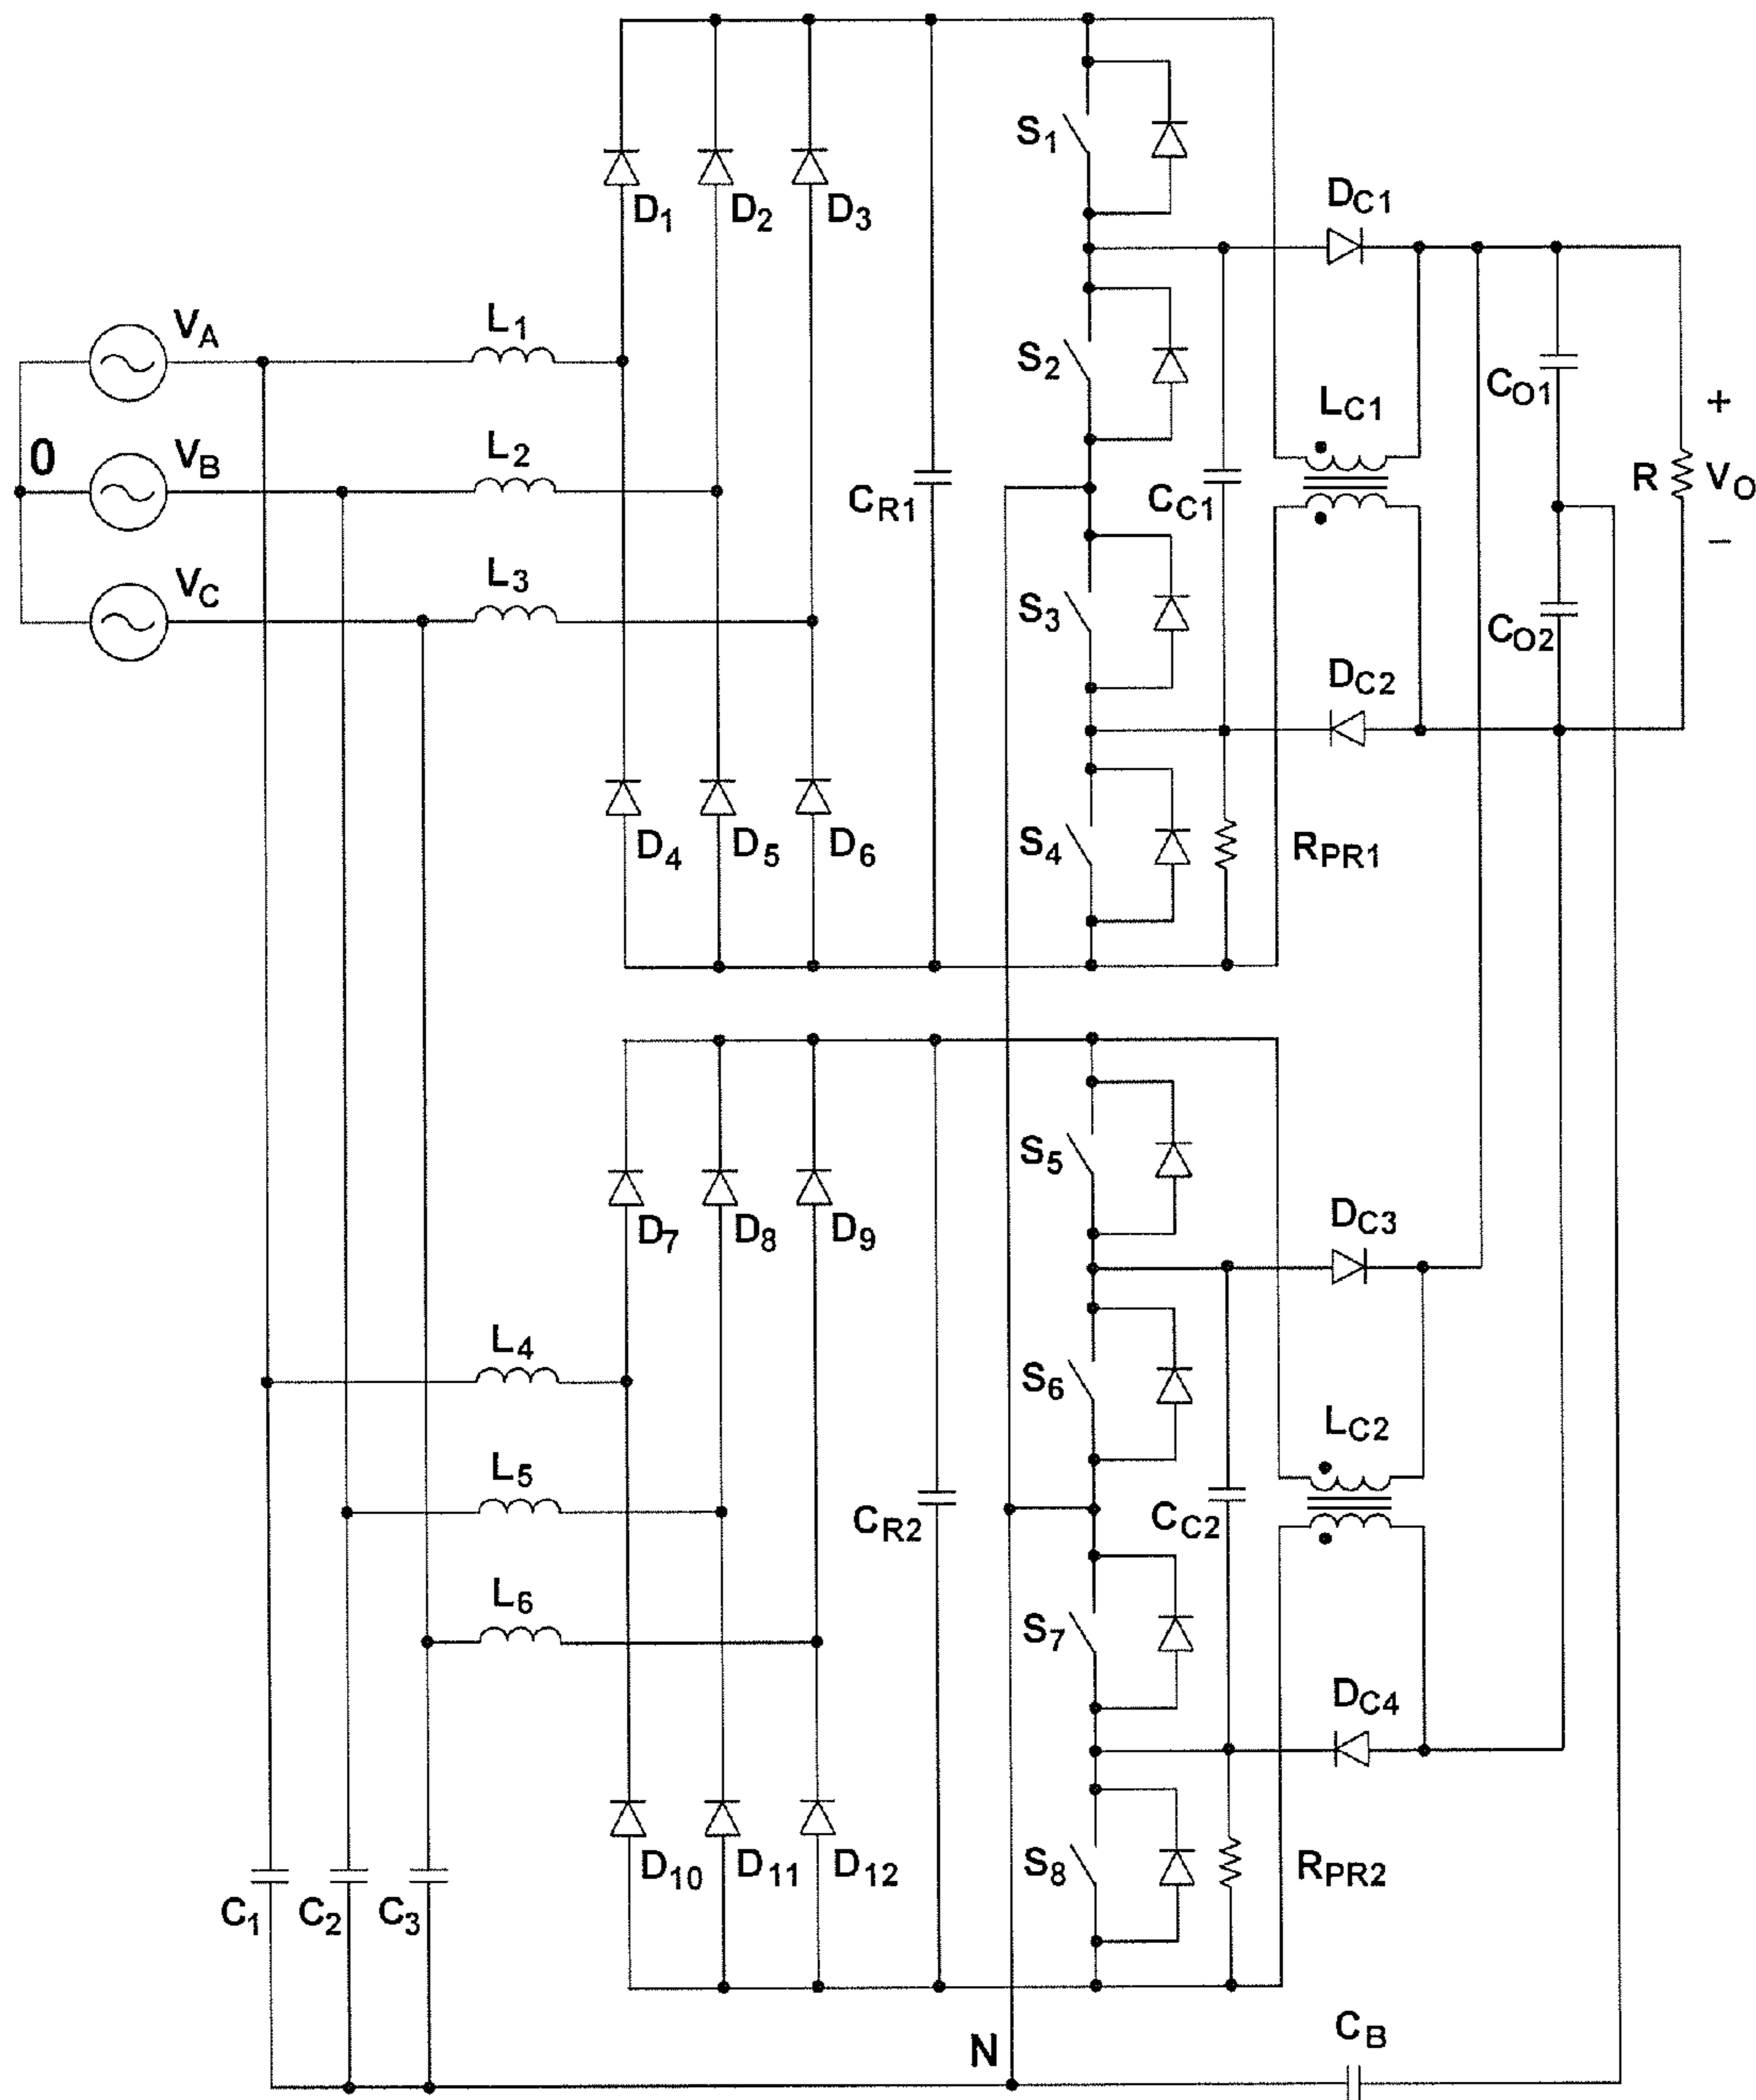 S1
D1
D2
D3
DC1
VA
L1
S2
CO1
LC1
+
0
VB
L2
CR1
CC1
R
VO
VC
L3
S3
CO2
−
DC2
D4
D5
D6
S4
RPR1
S5
D7
D8
D9
DC3
L4
S6
LC2
L5
CR2
CC2
L6
S7
DC4
D10
D11
D12
S8
RPR2
C1
C2
C3
N
CB